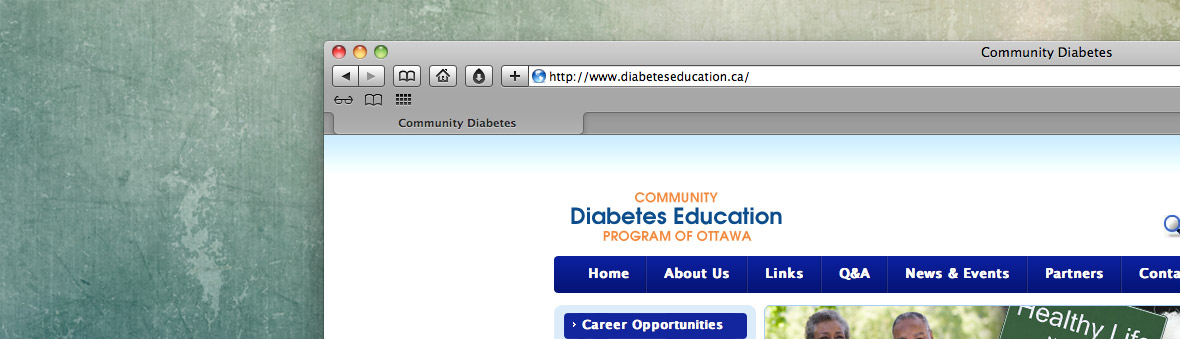 Community Diabetes
http://www.diabeteseducation.ca/
Community Diabetes
COMMUNITY
Diabetes Education
PROGRAM OF OTTAWA
Home About Us Links Q&A News & Events Partners Conta
Career Opportunities
Healthy Life